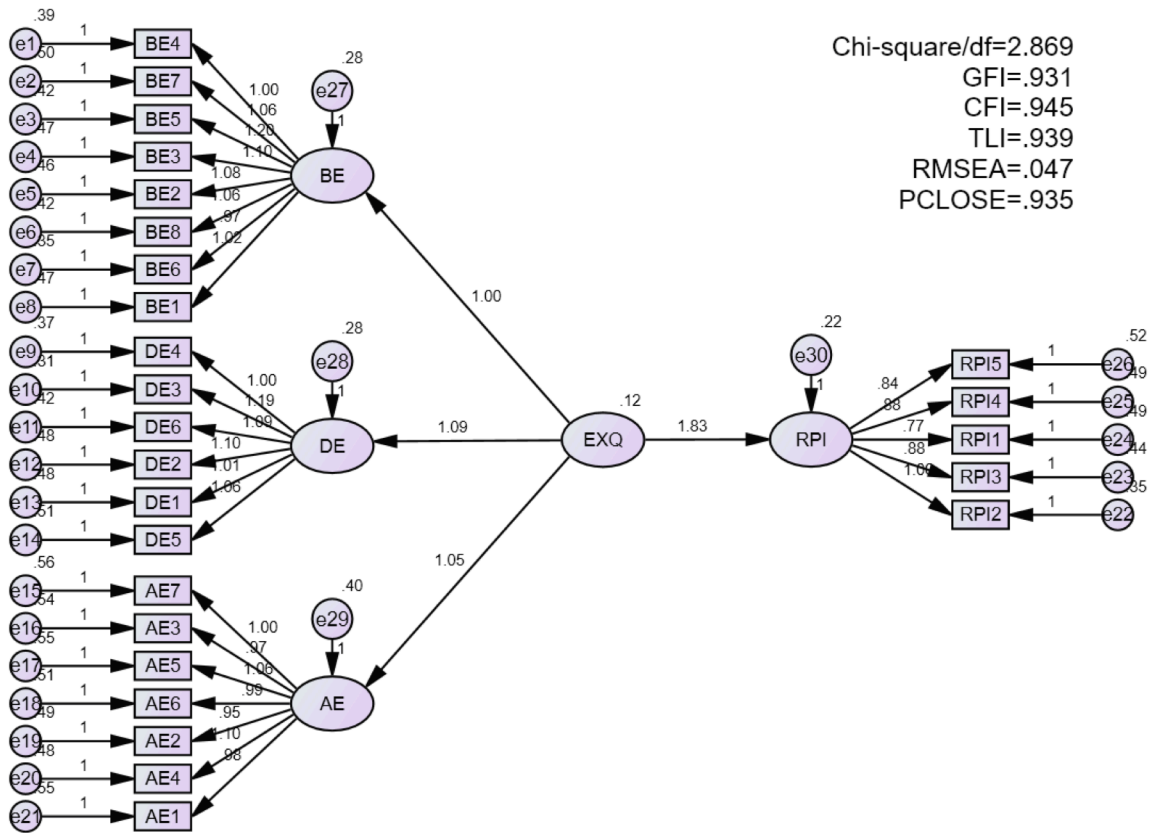 Chi-square/df=2.869
GFI=.931
CFI=.945
TLI=.939
RMSEA=.047
PCLOSE=.935
.39
e1 1 BE4
.50
e2 1 BE7
.42
e3 1 BE5
.47
e4 1 BE3
.46
e5 1 BE2
.42
e6 1 BE8
.35
e7 1 BE6
.47
e8 1 BE1
1.00
1.06
1.20
1.10
1.08
1.06
.97
1.02
.28
e27
1
BE
1.00
.37
e9 1 DE4
.31
e10 1 DE3
.42
e11 1 DE6
.48
e12 1 DE2
.48
e13 1 DE1
.51
e14 1 DE5
1.00
1.19
1.09
1.10
1.01
1.06
.28
e28
1
DE
1.09
.12
EXQ
1.83
.22
e30
1
RPI
.84
.98
.77
.88
1.00
.52
RPI5 1 e26
.49
RPI4 1 e25
.49
RPI1 1 e24
.44
RPI3 1 e23
.35
RPI2 1 e22
1.05
.56
e15 1 AE7
.54
e16 1 AE3
.55
e17 1 AE5
.51
e18 1 AE6
.49
e19 1 AE2
.48
e20 1 AE4
.55
e21 1 AE1
1.00
.97
1.06
.99
.95
1.10
.98
.40
e29
1
AE